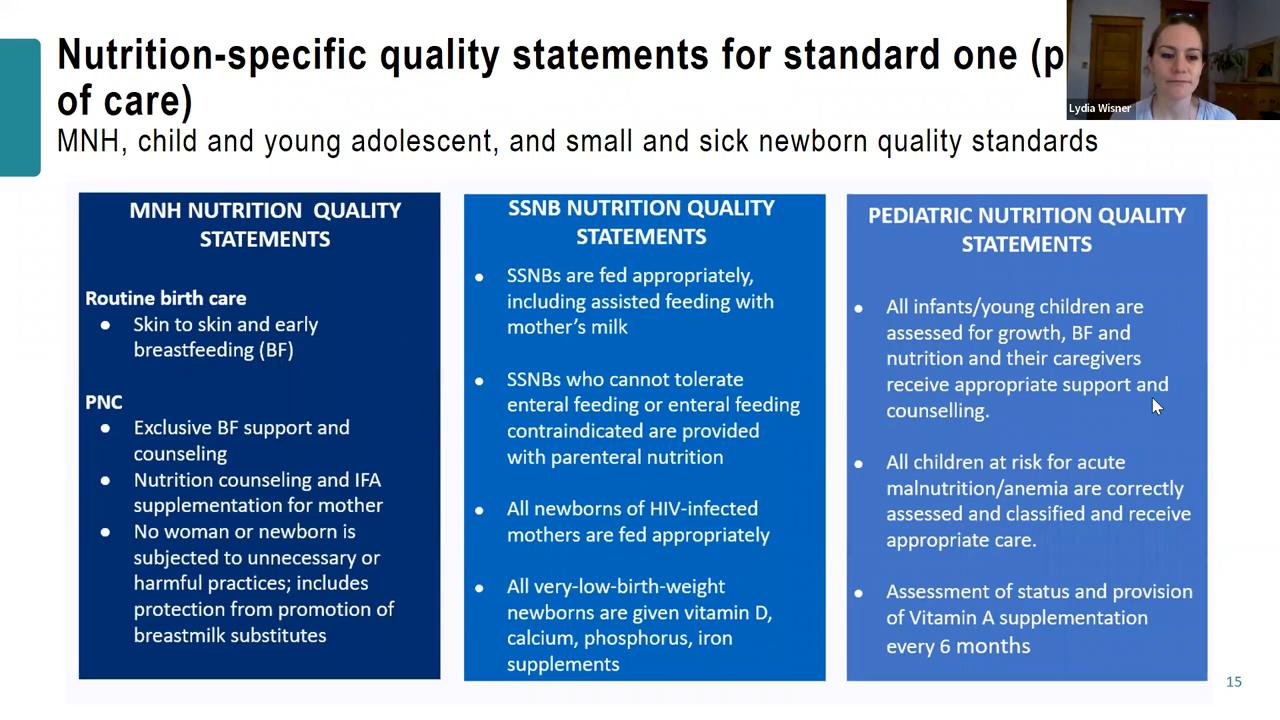 Nutrition-specific quality statements for standard one (p
of care)
MNH, child and young adolescent, and small and sick newborn quality standards
Lydia Wisner
MNH NUTRITION QUALITY
STATEMENTS
Routine birth care
● Skin to skin and early
breastfeeding (BF)
PNC
● Exclusive BF support and
counseling
● Nutrition counseling and IFA
supplementation for mother
● No woman or newborn is
subjected to unnecessary or
harmful practices; includes
protection from promotion of
breastmilk substitutes
SSNB NUTRITION QUALITY
STATEMENTS
● SSNBs are fed appropriately,
including assisted feeding with
mother’s milk
● SSNBs who cannot tolerate
enteral feeding or enteral feeding
contraindicated are provided
with parenteral nutrition
● All newborns of HIV-infected
mothers are fed appropriately
● All very-low-birth-weight
newborns are given vitamin D,
calcium, phosphorus, iron
supplements
PEDIATRIC NUTRITION QUALITY
STATEMENTS
● All infants/young children are
assessed for growth, BF and
nutrition and their caregivers
receive appropriate support and
counselling.
● All children at risk for acute
malnutrition/anemia are correctly
assessed and classified and receive
appropriate care.
● Assessment of status and provision
of Vitamin A supplementation
every 6 months
15